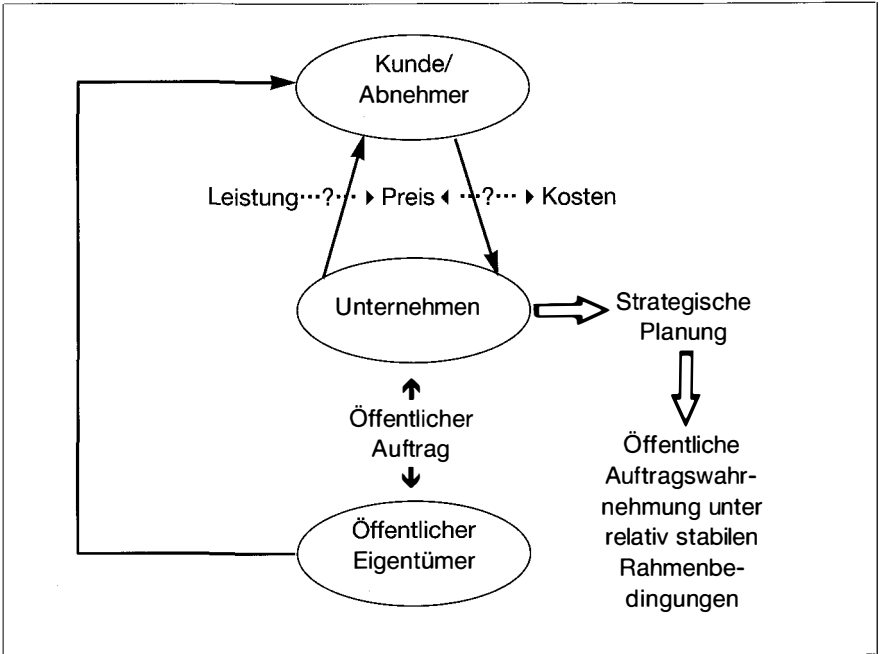 Kunde/
Abnehmer
Leistung ···?··· Preis ···?··· Kosten
Unternehmen
Strategische
Planung
Öffentlicher
Auftrag
Öffentliche
Auftragswahr-
nehmung unter
relativ stabilen
Rahmenbe-
dingungen
Öffentlicher
Eigentümer